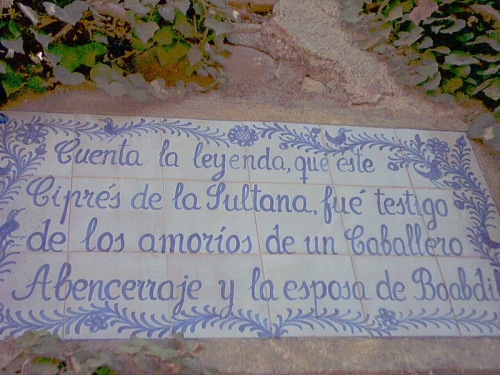 Cuenta la leyenda, que este
Ciprés de la Sultana, fué testigo
de los amorios de un Caballero
Abencerraje y la esposa de Boabdil